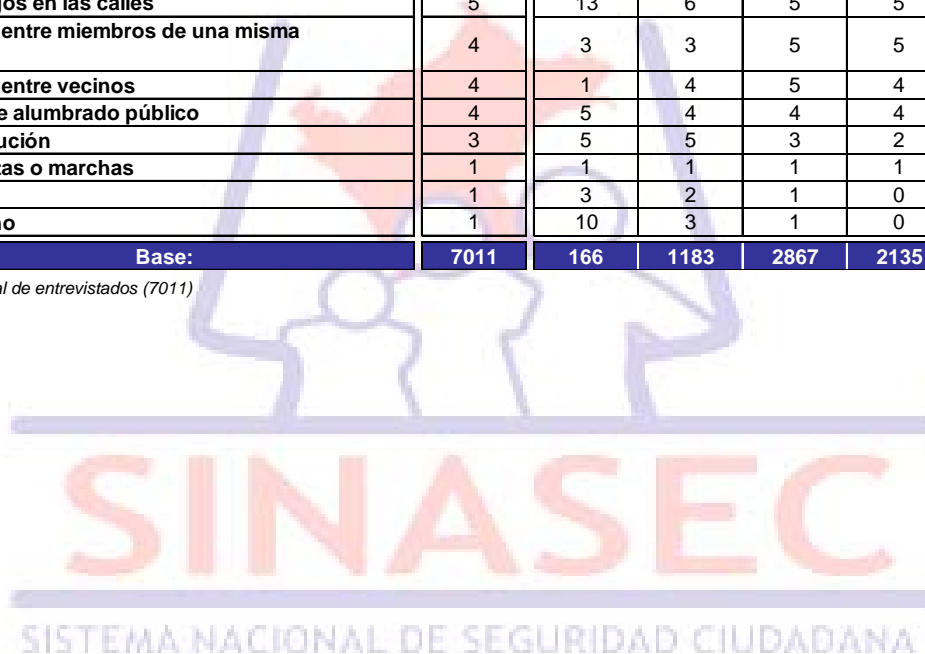 gos en las calles 5 13 6 5 5
entre miembros de una misma 4 3 3 5 5
entre vecinos 4 1 4 5 4
e alumbrado público 4 5 4 4 4
ución 3 5 5 3 2
tas o marchas 1 1 1 1 1
1 3 2 1 0
no 1 10 3 1 0
Base: 7011 166 1183 2867 2135
al de entrevistados (7011)
SINASEC
SISTEMA NACIONAL DE SEGURIDAD CIUDADANA